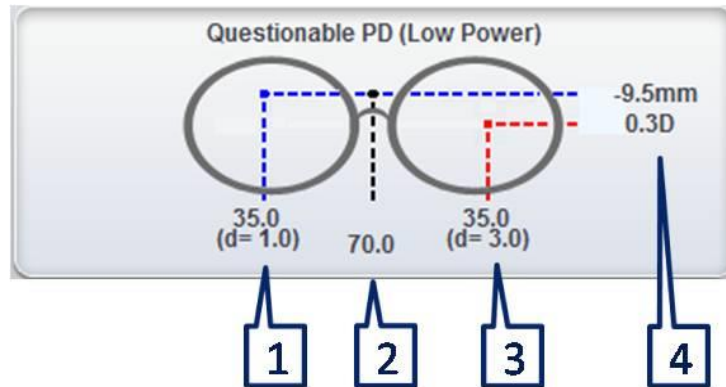 Questionable PD (Low Power)
-9.5mm
0.3D
35.0
(d= 1.0)
70.0
35.0
(d= 3.0)
1
2
3
4